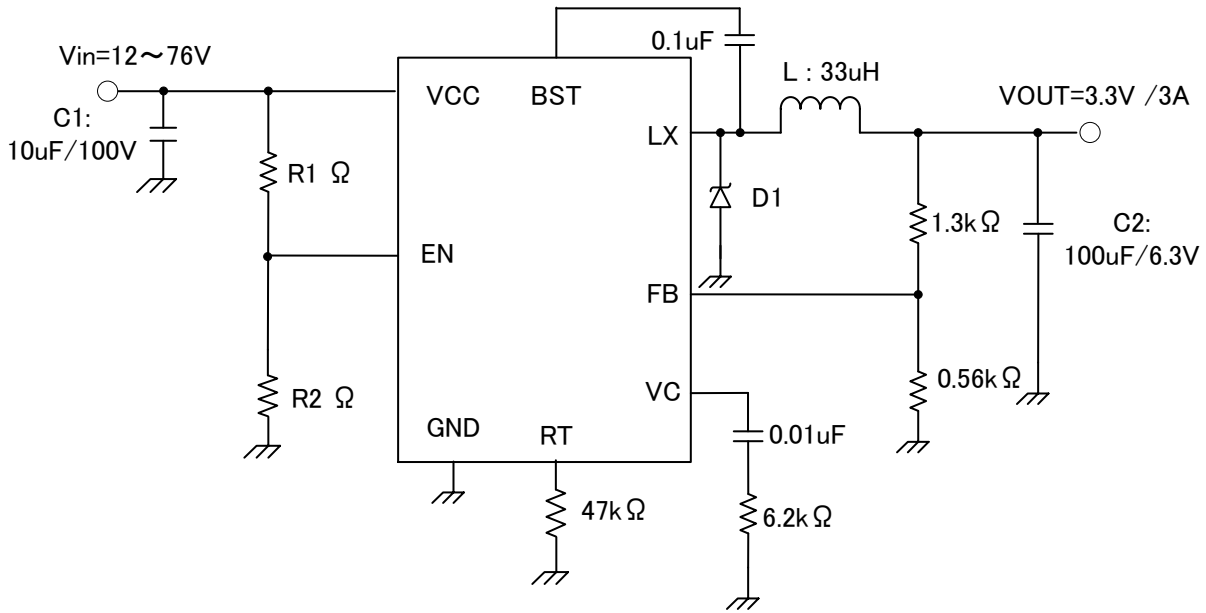 Vin=12～76V
C1:
10uF/100V
R1 Ω
R2 Ω
VCC
BST
LX
EN
FB
VC
GND
RT
0.1uF
L : 33uH
VOUT=3.3V /3A
D1
1.3kΩ
C2:
100uF/6.3V
0.56kΩ
0.01uF
6.2kΩ
47kΩ